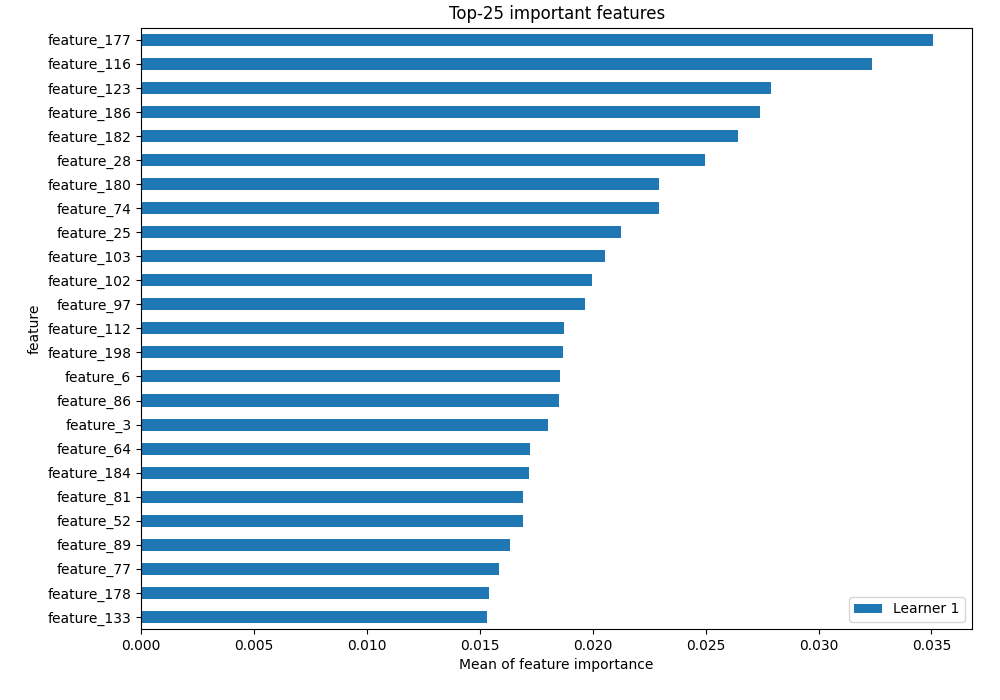 Top-25 important features
feature_177
feature_116
feature_123
feature_186
feature_182
feature_28
feature_180
feature_74
feature_25
feature_103
feature_102
feature_97
feature_112
feature_198
feature_6
feature_86
feature_3
feature_64
feature_184
feature_81
feature_52
feature_89
feature_77
feature_178
feature_133
feature
Learner 1
0.000 0.005 0.010 0.015 0.020 0.025 0.030 0.035
Mean of feature importance